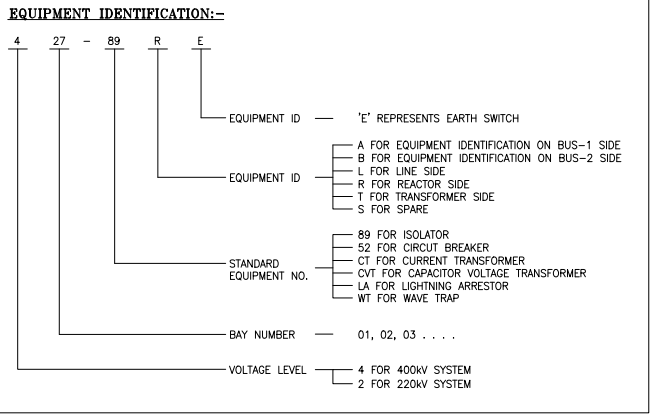 EQUIPMENT IDENTIFICATION:-
4 27 - 89 R E
EQUIPMENT ID — 'E' REPRESENTS EARTH SWITCH
A FOR EQUIPMENT IDENTIFICATION ON BUS-1 SIDE
B FOR EQUIPMENT IDENTIFICATION ON BUS-2 SIDE
L FOR LINE SIDE
EQUIPMENT ID
R FOR REACTOR SIDE
T FOR TRANSFORMER SIDE
S FOR SPARE
89 FOR ISOLATOR
52 FOR CIRCUT BREAKER
STANDARD
EQUIPMENT NO.
CT FOR CURRENT TRANSFORMER
CVT FOR CAPACITOR VOLTAGE TRANSFORMER
LA FOR LIGHTNING ARRESTOR
WT FOR WAVE TRAP
BAY NUMBER — 01, 02, 03 . . . .
VOLTAGE LEVEL
4 FOR 400kV SYSTEM
2 FOR 220kV SYSTEM